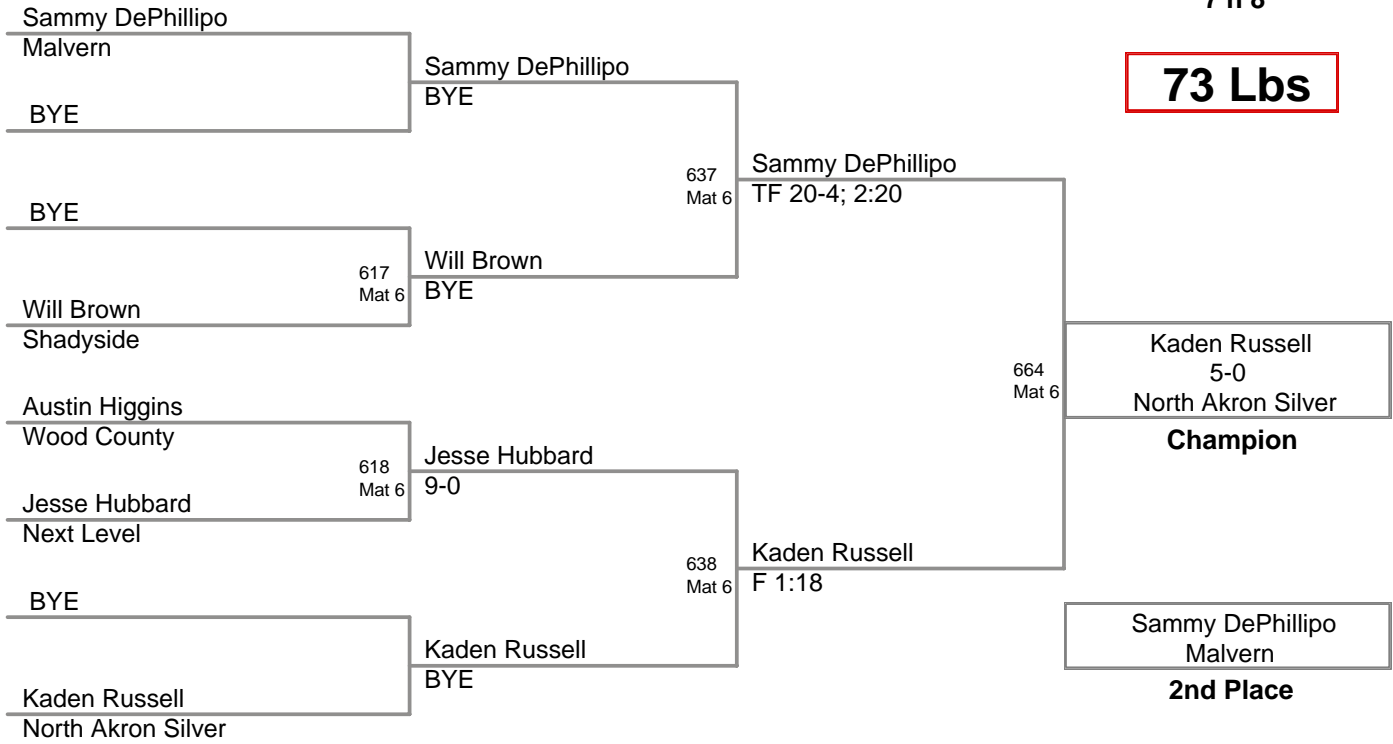 7 n 8
73 Lbs
Sammy DePhillipo
Malvern
BYE
BYE
Will Brown
Shadyside
Austin Higgins
Wood County
Jesse Hubbard
Next Level
BYE
Kaden Russell
North Akron Silver
Sammy DePhillipo
BYE
617
Mat 6
Will Brown
BYE
618
Mat 6
Jesse Hubbard
9-0
Kaden Russell
BYE
637
Mat 6
Sammy DePhillipo
TF 20-4; 2:20
638
Mat 6
Kaden Russell
F 1:18
664
Mat 6
Kaden Russell
5-0
North Akron Silver
Champion
Sammy DePhillipo
Malvern
2nd Place